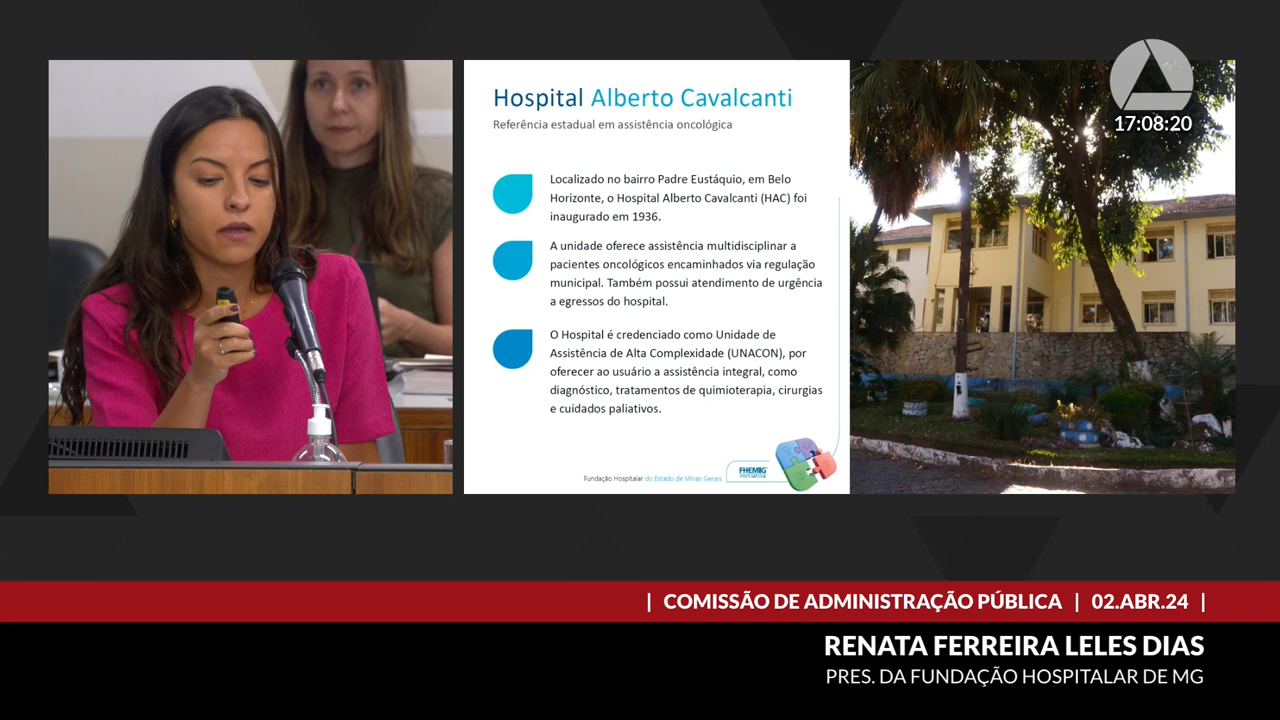 17:08:20
Hospital Alberto Cavalcanti
Referência estadual em assistência oncológica
Localizado no bairro Padre Eustáquio, em Belo
Horizonte, o Hospital Alberto Cavalcanti (HAC) foi
inaugurado em 1936.
A unidade oferece assistência multidisciplinar a
pacientes oncológicos encaminhados via regulação
municipal. Também possui atendimento de urgência
a egressos do hospital.
O Hospital é credenciado como Unidade de
Assistência de Alta Complexidade (UNACON), por
oferecer ao usuário a assistência integral, como
diagnóstico, tratamentos de quimioterapia, cirurgias
e cuidados paliativos.
Fundação Hospitalar do Estado de Minas Gerais
FHEMIG
| COMISSÃO DE ADMINISTRAÇÃO PÚBLICA | 02.ABR.24 |
RENATA FERREIRA LELES DIAS
PRES. DA FUNDAÇÃO HOSPITALAR DE MG